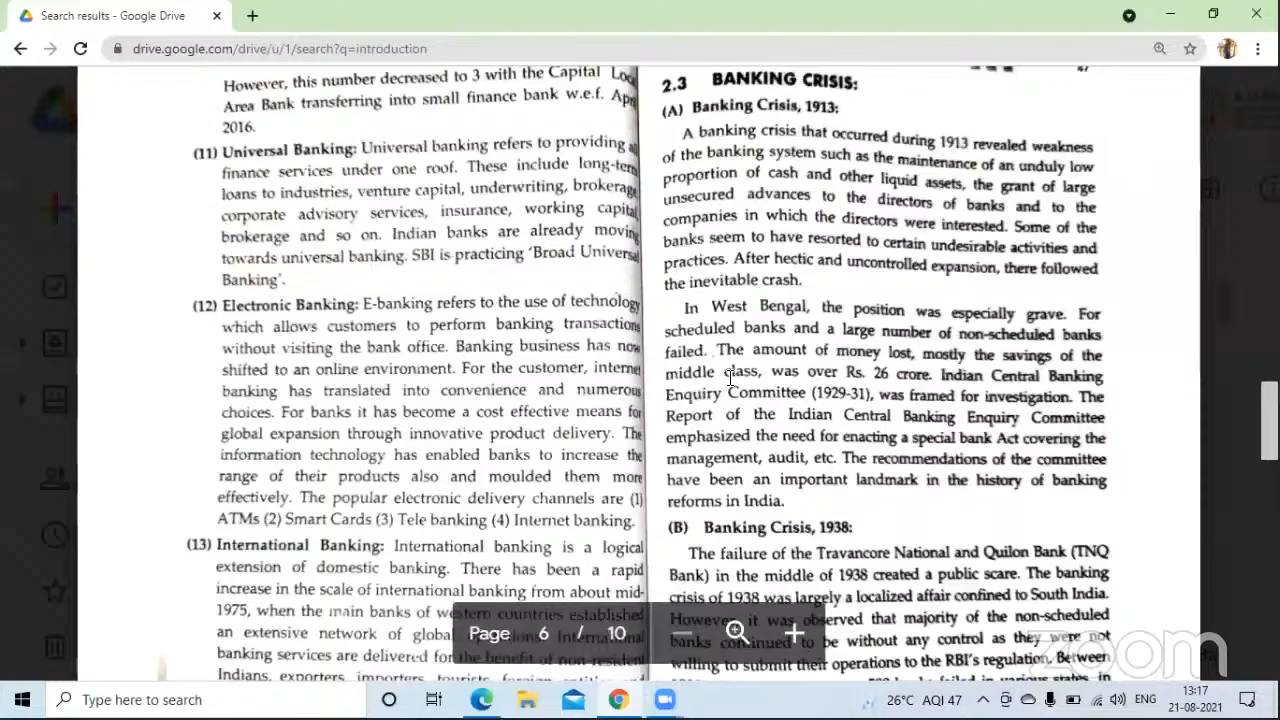 Search results - Google Drive
drive.google.com/drive/u/1/search?q=introduction
However, this number decreased to 3 with the Capital
Area Bank transferring into small finance bank w.e.f.
2016.
(11) Universal Banking: Universal banking refers to providing
finance services under one roof. These include long-term
loans to industries, venture capital, underwriting, brokerage
corporate advisory services, insurance, working capital
brokerage and so on. Indian banks are already moving
towards universal banking. SBI is practicing 'Broad Universal
Banking'.
(12) Electronic Banking: E-banking refers to the use of technology
which allows customers to perform banking transactions
without visiting the bank office. Banking business has now
shifted to an online environment. For the customer, internet
banking has translated into convenience and numerous
choices. For banks it has become a cost effective means for
global expansion through innovative product delivery. The
information technology has enabled banks to increase the
range of their products also and moulded them more
effectively. The popular electronic delivery channels are (1)
ATMs (2) Smart Cards (3) Tele banking (4) Internet banking.
(13) International Banking: International banking is a logical
extension of domestic banking. There has been a rapid
increase in the scale of international banking from about mid-
1975, when the main banks of western countries established
an extensive network of global International
banking services are delivered for the benefit of non-resident
Indians, exporters
2.3 BANKING CRISIS:
(A) Banking Crisis, 1913:
A banking crisis that occurred during 1913 revealed weakness
of the banking system such as the maintenance of an unduly low
proportion of cash and other liquid assets, the grant of large
unsecured advances to the directors of banks and to the
companies in which the directors were interested. Some of the
banks seem to have resorted to certain undesirable activities and
practices. After hectic and uncontrolled expansion, there followed
the inevitable crash.
In West Bengal, the position was especially grave. For
scheduled banks and a large number of non-scheduled banks
failed. The amount of money lost, mostly the savings of the
middle class, was over Rs. 26 crore. Indian Central Banking
Enquiry Committee (1929-31), was framed for investigation. The
Report of the Indian Central Banking Enquiry Committee
emphasized the need for enacting a special bank Act covering the
management, audit, etc. The recommendations of the committee
have been an important landmark in the history of banking
reforms in India.
(B) Banking Crisis, 1938:
The failure of the Travancore National and Quilon Bank (TNQ
Bank) in the middle of 1938 created a public scare. The banking
crisis of 1938 was largely a localized affair confined to South India.
However, it was observed that majority of the non-scheduled
banks continued to be without any control as they were not
willing to submit their operations to the RBI's regulation. Between
Page 6 / 10
zoom
Type here to search
26°C AQI 47
ENG
13:17
21-08-2021